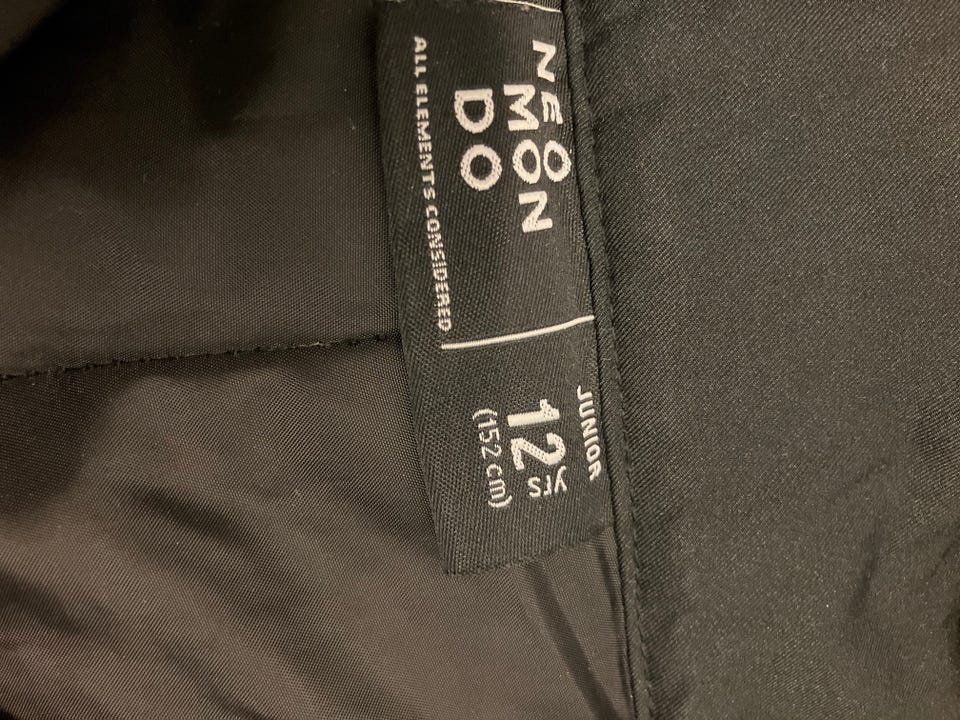 NEO
MON
DO
ALL ELEMENTS CONSIDERED
JUNIOR
12 yrs
(152 cm)